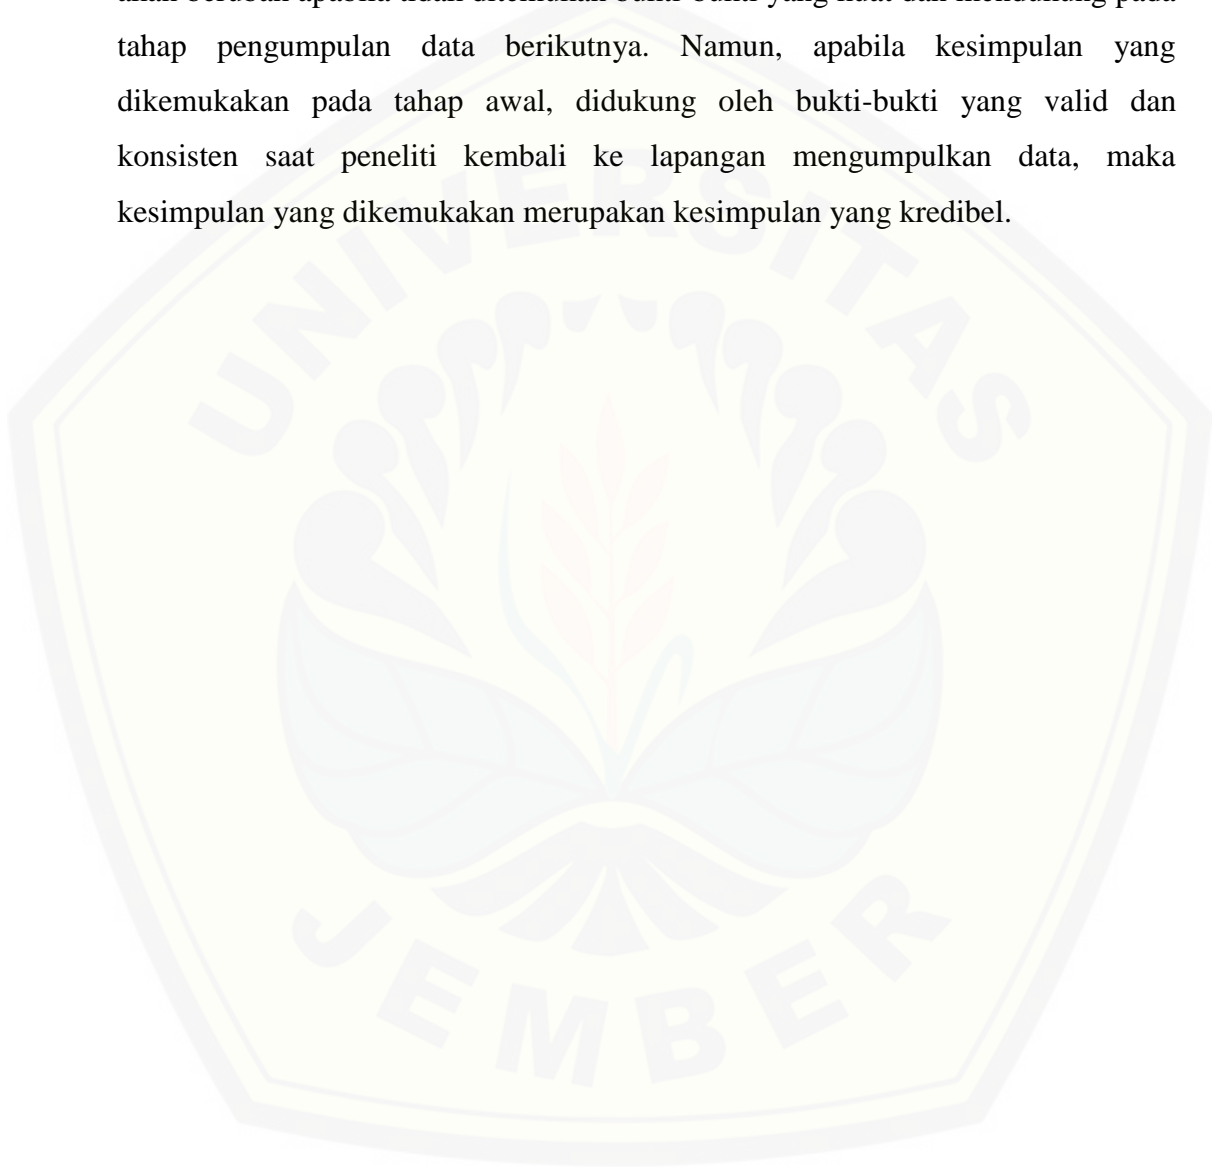 akan berubah apabila tidak ditemukan bukti-bukti yang kuat dan mendukung pada
tahap pengumpulan data berikutnya. Namun, apabila kesimpulan yang
dikemukakan pada tahap awal, didukung oleh bukti-bukti yang valid dan
konsisten saat peneliti kembali ke lapangan mengumpulkan data, maka
kesimpulan yang dikemukakan merupakan kesimpulan yang kredibel.
UNIVERSITAS
JEMBER